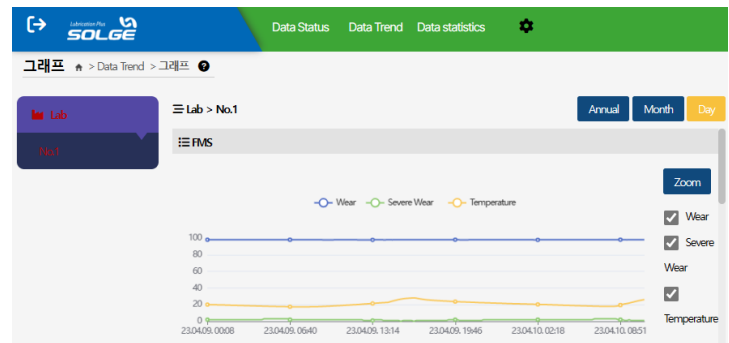 Lubrication Plus
SOLGE
Data Status Data Trend Data statistics
그래프 > Data Trend > 그래프
Lab
No.1
Lab > No.1
Annual Month Day
FMS
Zoom
Wear Severe Wear Temperature
Wear
Severe
Wear
Temperature
100
80
60
40
20
0
23.04.09. 00:08 23.04.09. 06:40 23.04.09. 13:14 23.04.09. 19:46 23.04.10. 02:18 23.04.10. 08:51